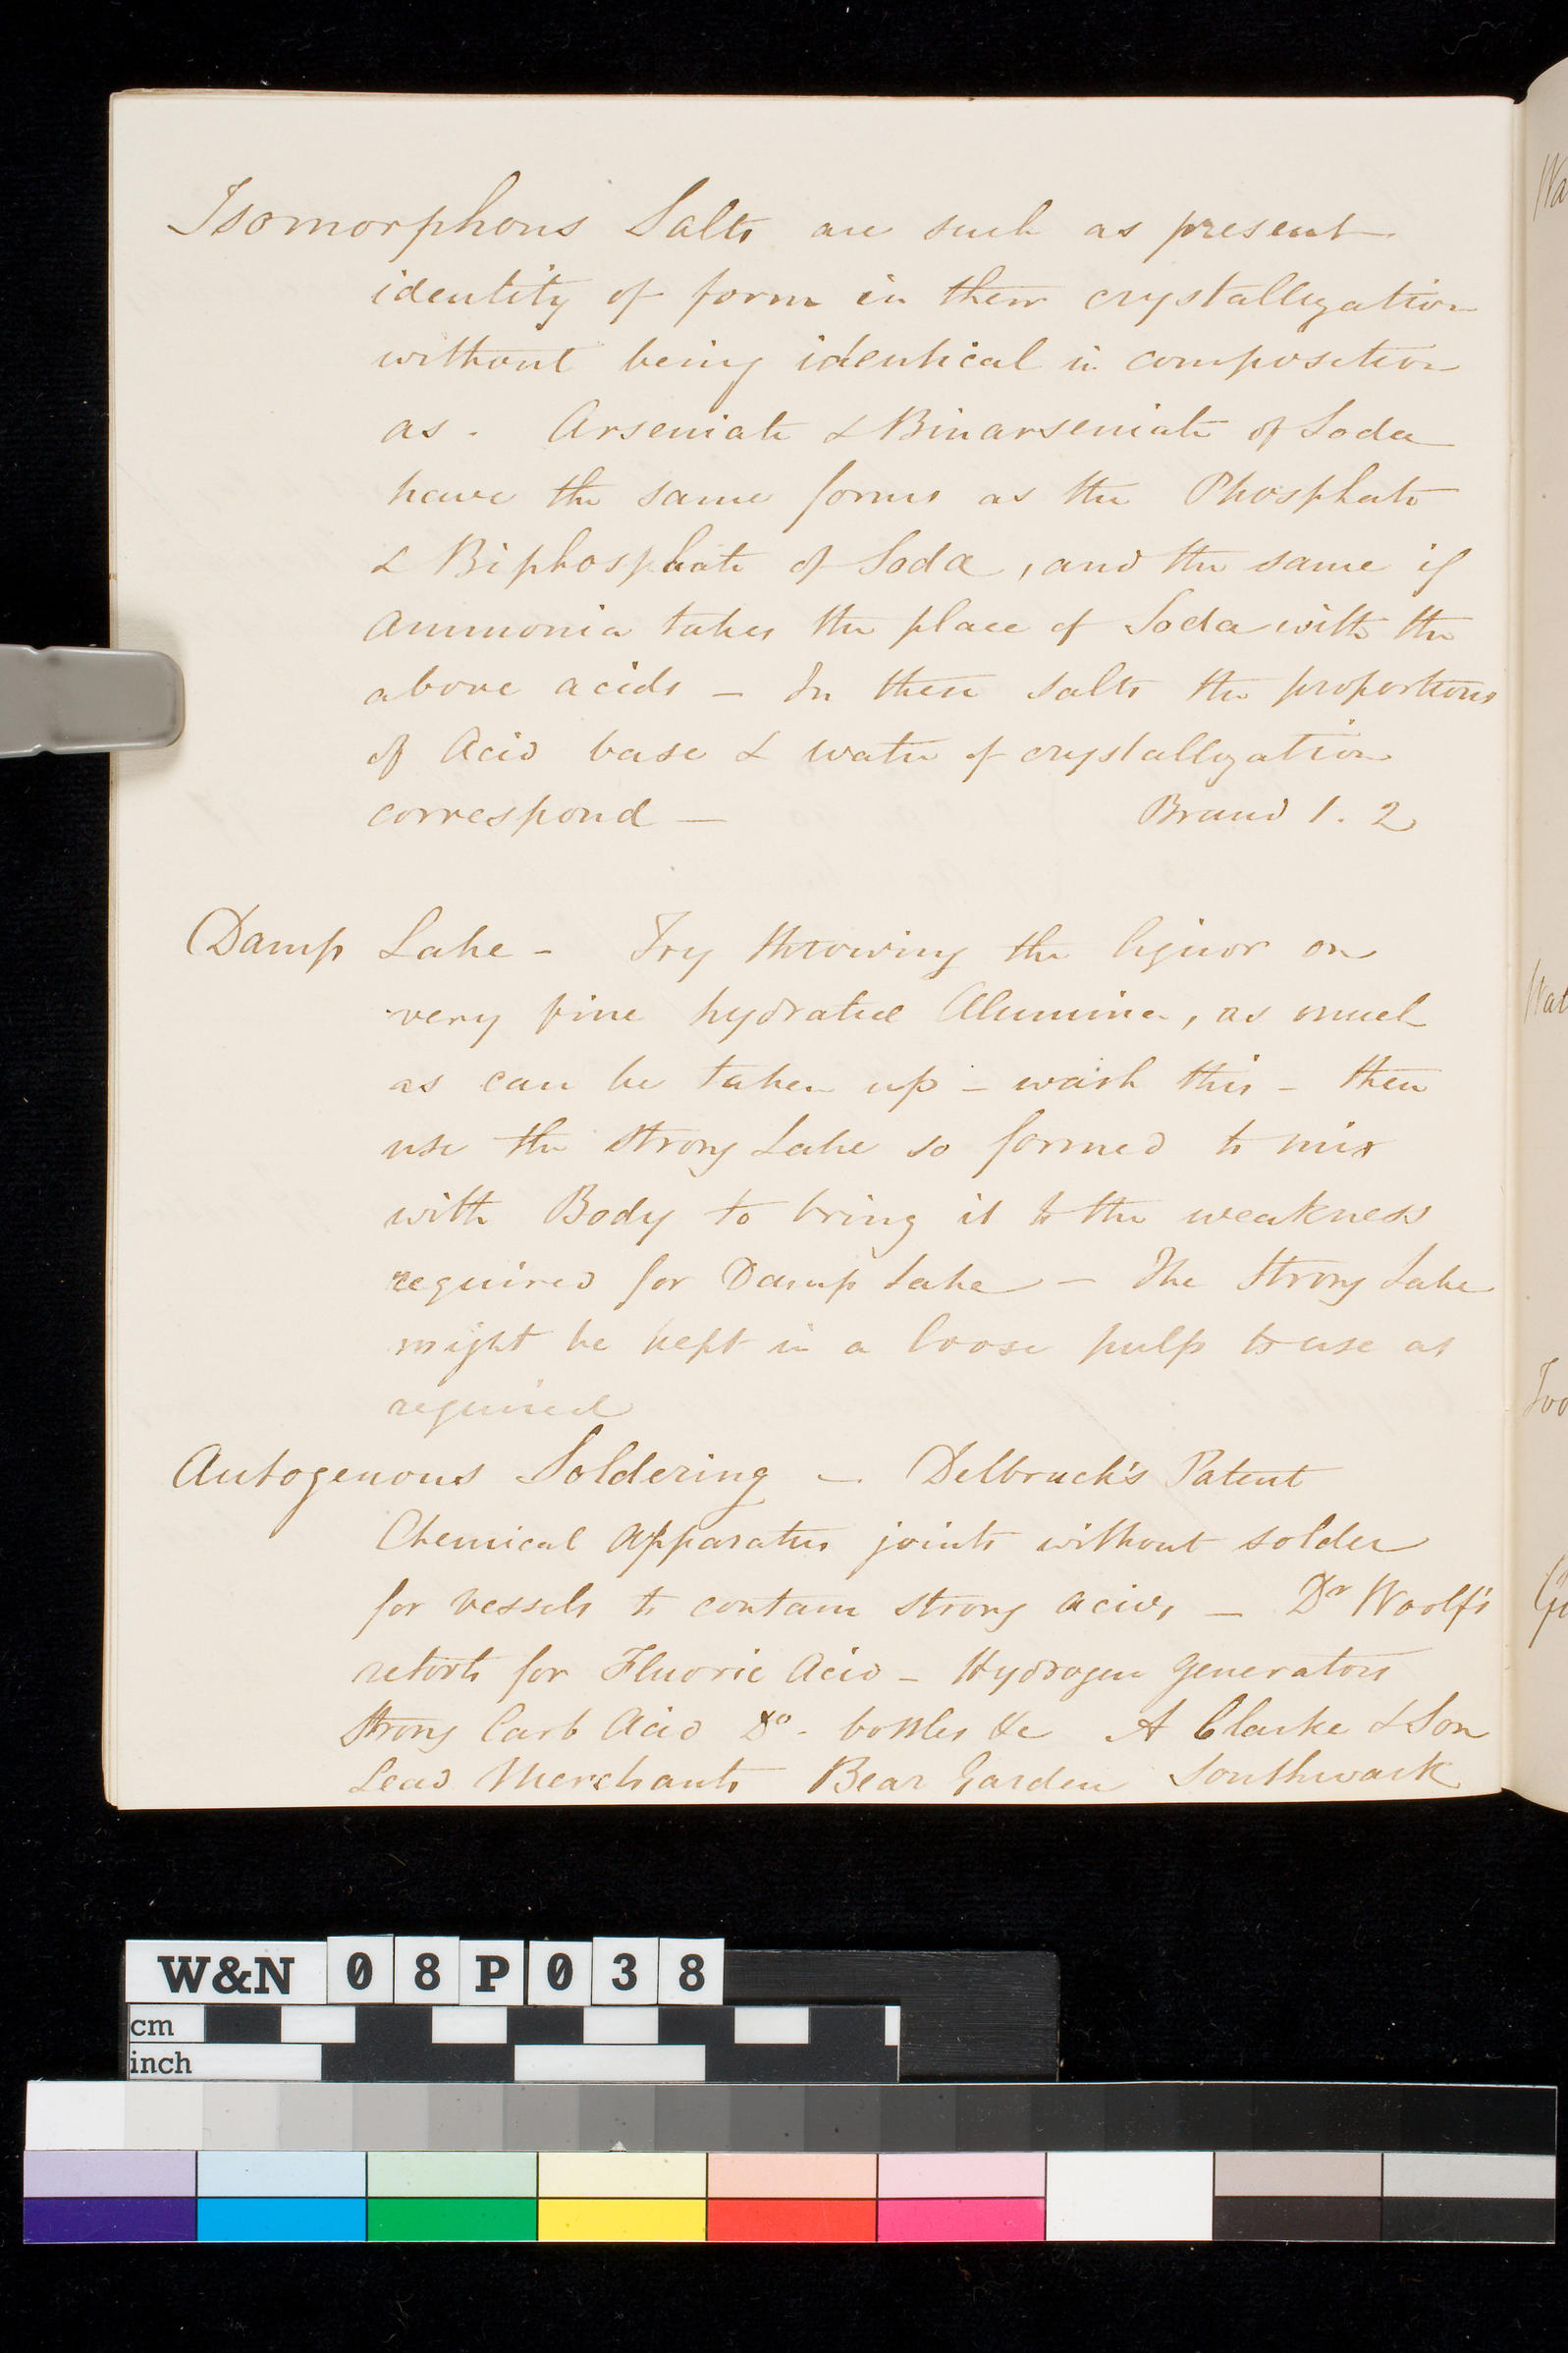 Isomorphous Salts are such as present
identity of form in their crystallization
without being identical in composition
as. Arseniate & Binarseniate of Soda
have the same forms as the Phosphate
& Biphosphate of Soda, and the same if
Ammonia takes the place of Soda with the
above acids – In these salts the proportions
of Acid base & water of crystallization
correspond – Brand 1. 2
Damp Lake – Try throwing the liquor on
very fine hydrated Alumina, as much
as can be taken up – wash this – then
use the strong Lake so formed to mix
with Body to bring it to the weakness
required for Damp Lake – The Strong Lake
might be kept in a loose pulp to use as
required
Autogenous Soldering –. Delbruck's Patent
Chemical Apparatus joints without solder
for vessels to contain strong acids – Dr Woolf's
retorts for Fluoric Acid – Hydrogen generators
Strong Carb Acid Do - bottles &c A Clarke & Son
Lead Merchants Bear Garden Southwark
Wa
Wat
W&N 08P038
cm
inch